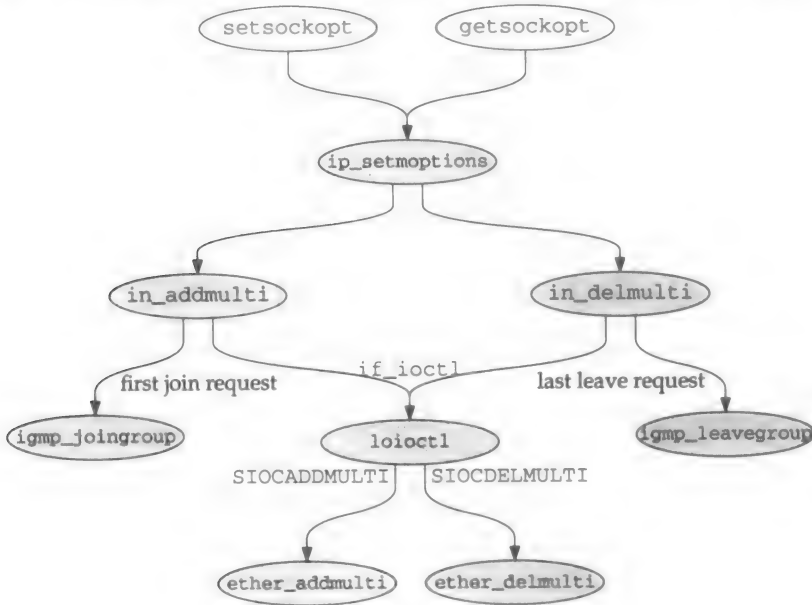 setsockopt
getsockopt
ip_setmoptions
in_addmulti
in_delmulti
if_ioctl
first join request
last leave request
igmp_joingroup
loioctl
igmp_leavegroup
SIOCADDMULTI
SIOCDELMULTI
ether_addmulti
ether_delmulti